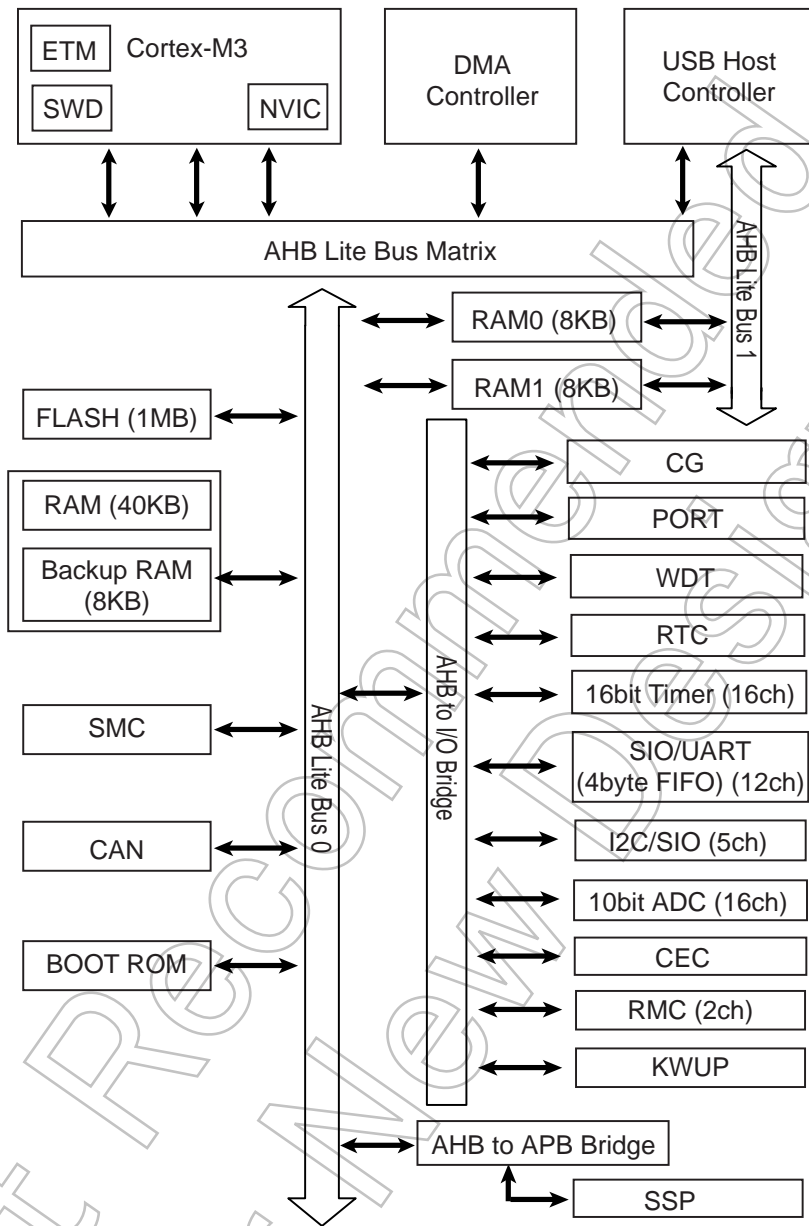 ETM
Cortex-M3
SWD
NVIC
DMA
Controller
USB Host
Controller
AHB Lite Bus Matrix
AHB Lite Bus 1
RAM0 (8KB)
RAM1 (8KB)
FLASH (1MB)
RAM (40KB)
Backup RAM
(8KB)
SMC
CAN
BOOT ROM
AHB Lite Bus 0
AHB to I/O Bridge
CG
PORT
WDT
RTC
16bit Timer (16ch)
SIO/UART
(4byte FIFO) (12ch)
I2C/SIO (5ch)
10bit ADC (16ch)
CEC
RMC (2ch)
KWUP
AHB to APB Bridge
SSP
Recommended
New Design